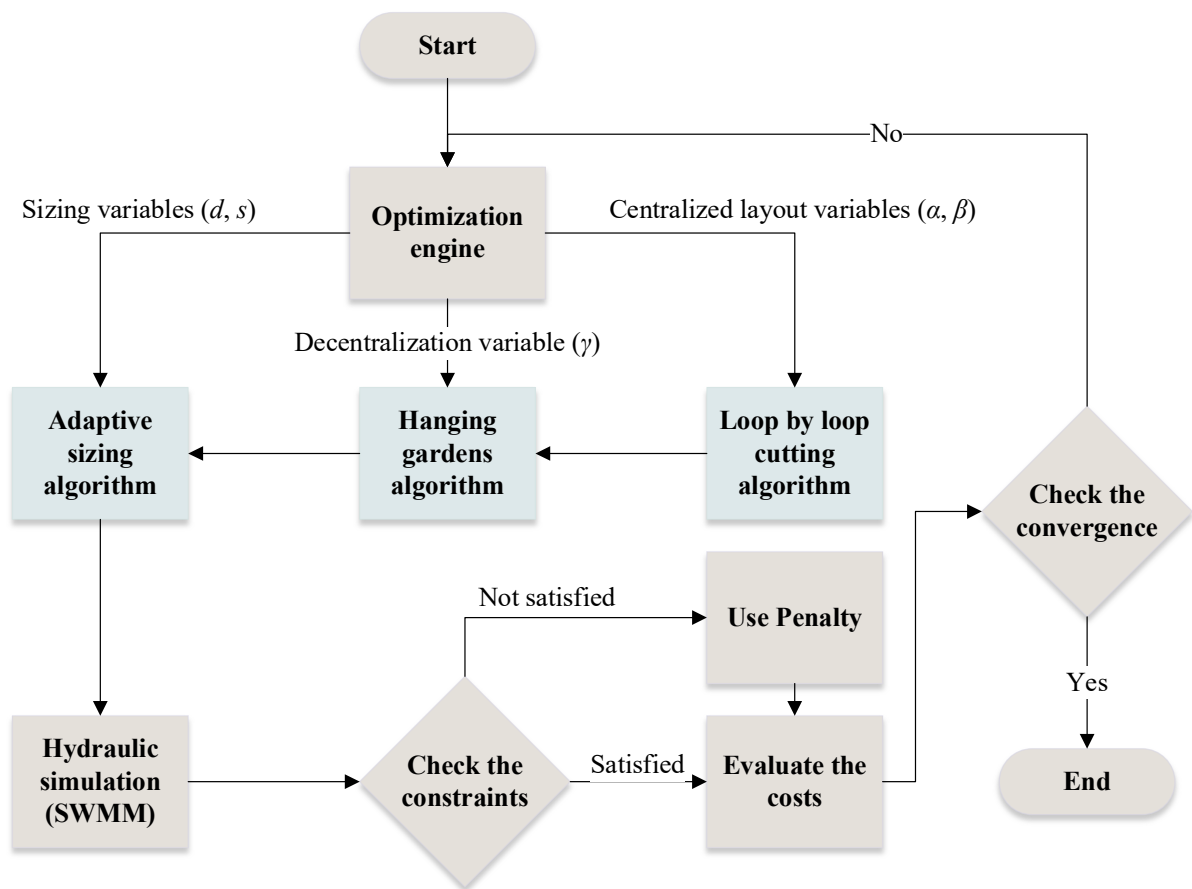 Start
No
Sizing variables (d, s)
Optimization
engine
Centralized layout variables (α, β)
Decentralization variable (γ)
Adaptive
sizing
algorithm
Hanging
gardens
algorithm
Loop by loop
cutting
algorithm
Check the
convergence
Not satisfied
Use Penalty
Yes
Hydraulic
simulation
(SWMM)
Check the
constraints
Satisfied
Evaluate the
costs
End